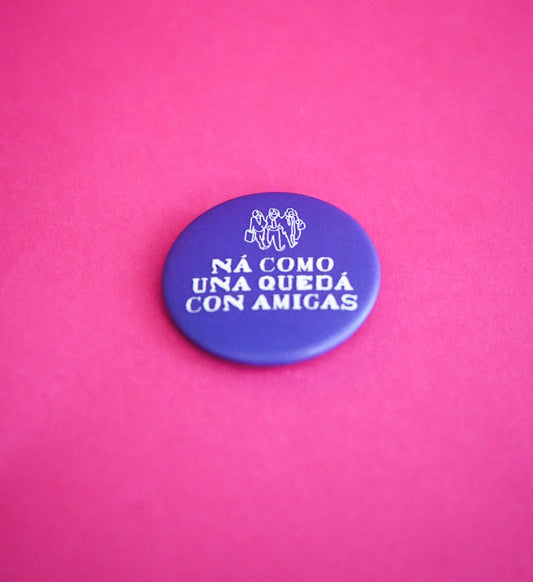 NÁ COMO
UNA QUEDÁ
CON AMIGAS